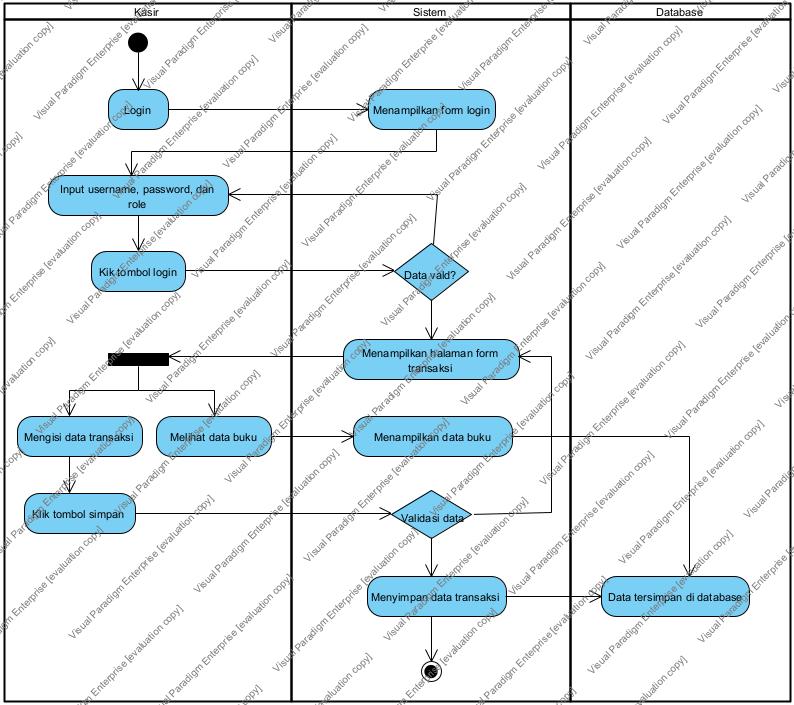 Kasir
Sistem
Database
Login
Menampilkan form login
Input username, password, dan
role
Kik tombol login
Data vald?
Menampilkan halaman form
transaksi
Mengisi data transaksi
Melihat data buku
Menampilkan data buku
Klik tombol simpan
Validasi data
Menyimpan data transaksi
Data tersimpan di database
Visual Paradigm Enterprise [evaluation copy]